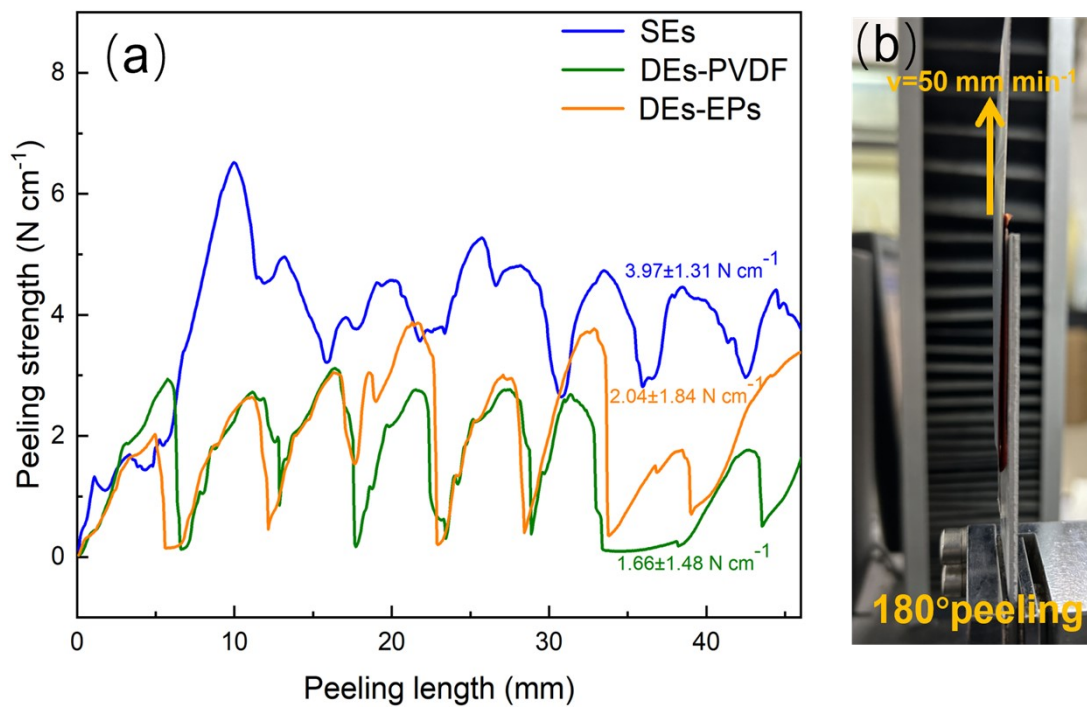 (a)
SEs
DEs-PVDF
DEs-EPs
8
6
4
2
0
3.97±1.31 N cm⁻¹
2.04±1.84 N cm⁻¹
1.66±1.48 N cm⁻¹
0 10 20 30 40
Peeling strength (N cm⁻¹)
Peeling length (mm)
(b)
v=50 mm min⁻¹
180°peeling